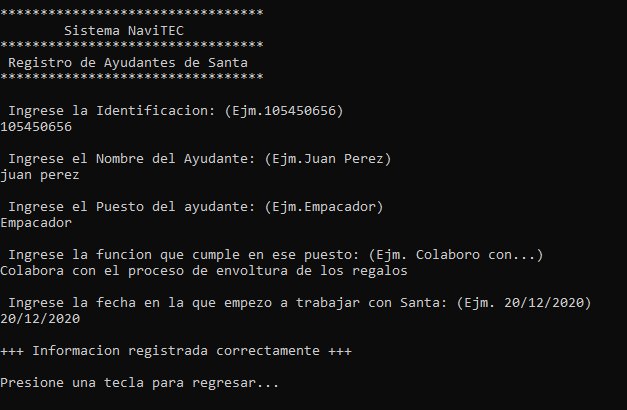 *********************************
Sistema NaviTEC
*********************************
Registro de Ayudantes de Santa
*********************************
Ingrese la Identificacion: (Ejm.105450656)
105450656
Ingrese el Nombre del Ayudante: (Ejm.Juan Perez)
juan perez
Ingrese el Puesto del ayudante: (Ejm.Empacador)
Empacador
Ingrese la funcion que cumple en ese puesto: (Ejm. Colaboro con...)
Colabora con el proceso de envoltura de los regalos
Ingrese la fecha en la que empezo a trabajar con Santa: (Ejm. 20/12/2020)
20/12/2020
+++ Informacion registrada correctamente +++
Presione una tecla para regresar...